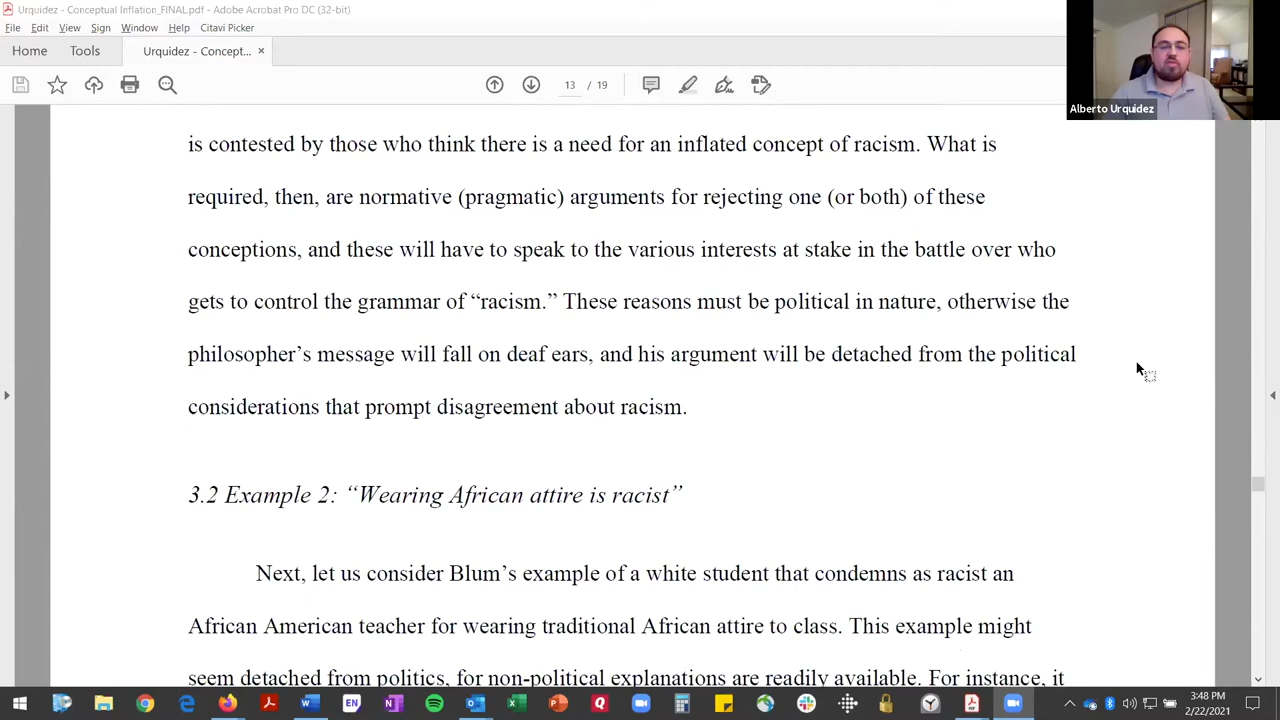 Urquidez - Conceptual Inflation_FINAL.pdf - Adobe Acrobat Pro DC (32-bit)
File Edit View Sign Window Help Citavi Picker
Home Tools Urquidez - Concept... ×
13 / 19
Alberto Urquidez
is contested by those who think there is a need for an inflated concept of racism. What is
required, then, are normative (pragmatic) arguments for rejecting one (or both) of these
conceptions, and these will have to speak to the various interests at stake in the battle over who
gets to control the grammar of “racism.” These reasons must be political in nature, otherwise the
philosopher’s message will fall on deaf ears, and his argument will be detached from the political
considerations that prompt disagreement about racism.
3.2 Example 2: “Wearing African attire is racist”
Next, let us consider Blum’s example of a white student that condemns as racist an
African American teacher for wearing traditional African attire to class. This example might
seem detached from politics, for non-political explanations are readily available. For instance, it
EN
3:48 PM
2/22/2021